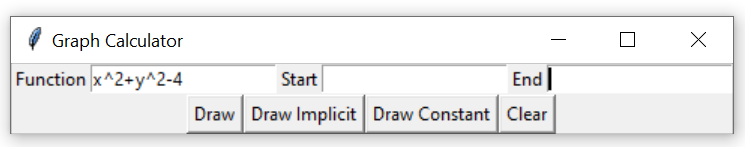 Graph Calculator
Function x^2+y^2-4 Start End
Draw Draw Implicit Draw Constant Clear